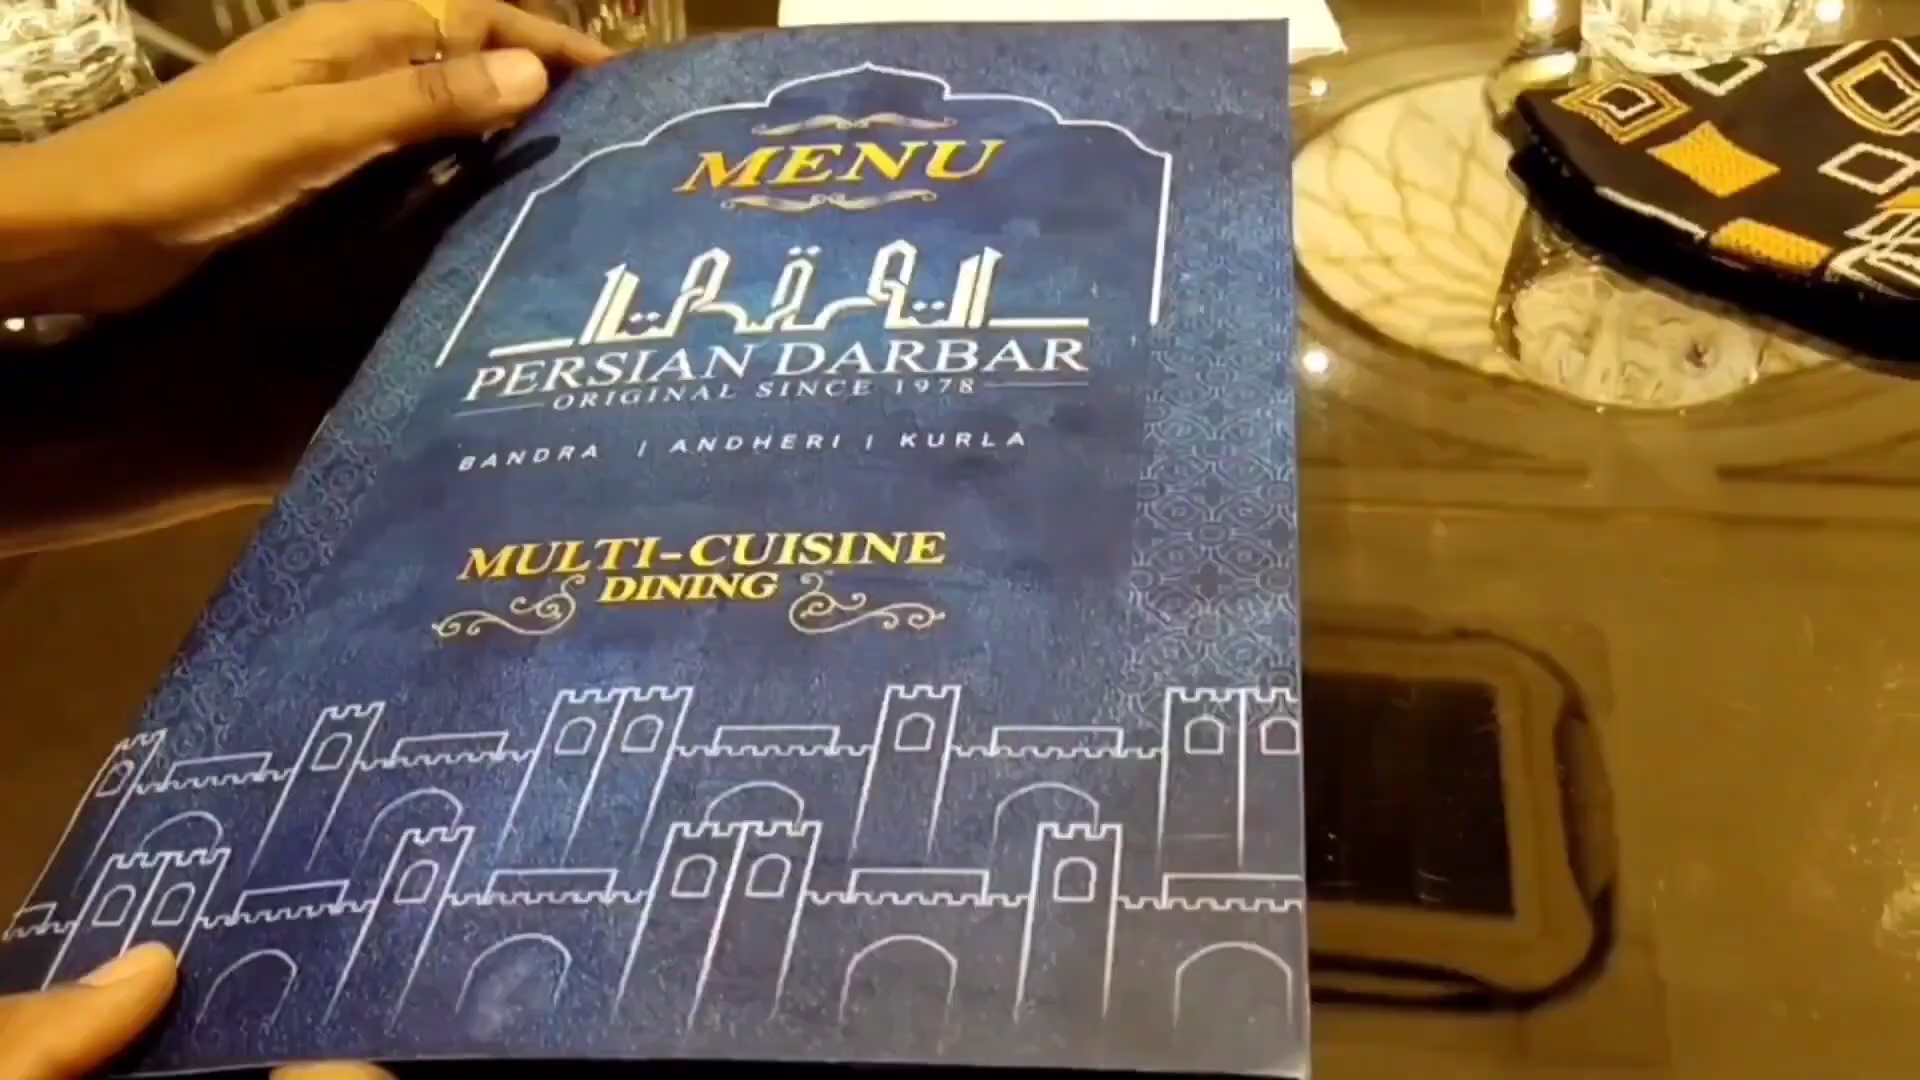 MENU
PERSIAN DARBAR
ORIGINAL SINCE 1978
BANDRA | ANDHERI | KURLA
MULTI-CUISINE
DINING